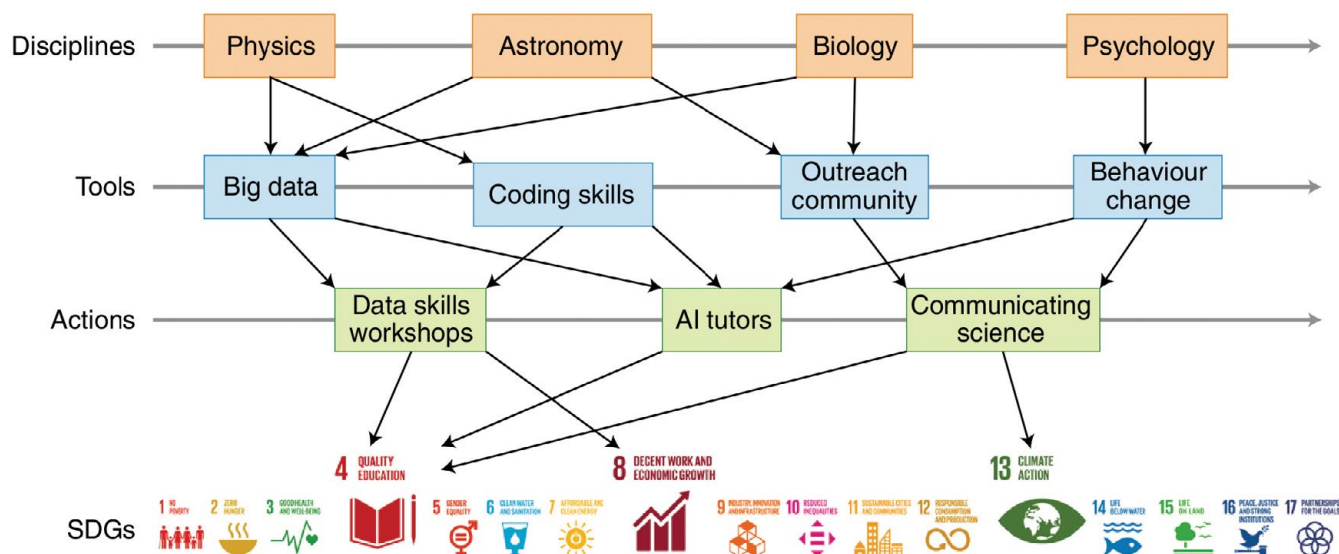 Disciplines
Physics
Astronomy
Biology
Psychology
Tools
Big data
Coding skills
Outreach
community
Behaviour
change
Actions
Data skills
workshops
AI tutors
Communicating
science
4 QUALITY
EDUCATION
8 DECENT WORK AND
ECONOMIC GROWTH
13 CLIMATE
ACTION
SDGs
1 NO
POVERTY
2 ZERO
HUNGER
3 GOOD HEALTH
AND WELL-BEING
5 GENDER
EQUALITY
6 CLEAN WATER
AND SANITATION
7 AFFORDABLE AND
CLEAN ENERGY
9 INDUSTRY, INNOVATION
AND INFRASTRUCTURE
10 REDUCED
INEQUALITIES
11 SUSTAINABLE CITIES
AND COMMUNITIES
12 RESPONSIBLE
CONSUMPTION
AND PRODUCTION
14 LIFE
BELOW WATER
15 LIFE
ON LAND
16 PEACE, JUSTICE
AND STRONG
INSTITUTIONS
17 PARTNERSHIPS
FOR THE GOALS